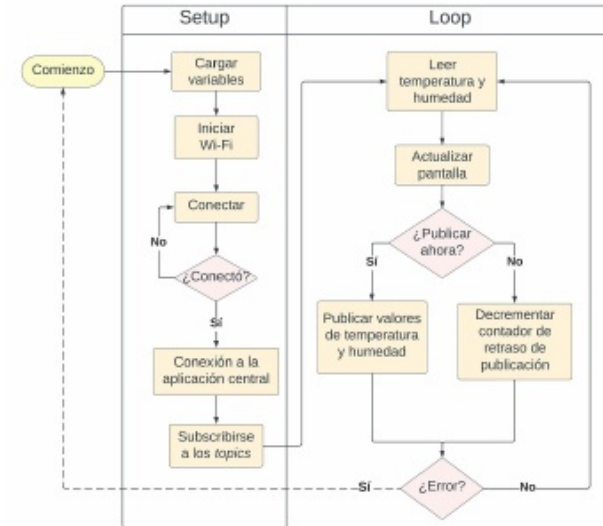 Setup
Loop
Comienzo
Cargar
variables
Iniciar
Wi-Fi
Conectar
No
¿Conectó?
Sí
Conexión a la
aplicación central
Subscribirse
a los topics
Leer
temperatura y
humedad
Actualizar
pantalla
¿Publicar
ahora?
Sí
No
Publicar valores
de temperatura
y humedad
Decrementar
contador de
retraso de
publicación
¿Error?
Sí
No